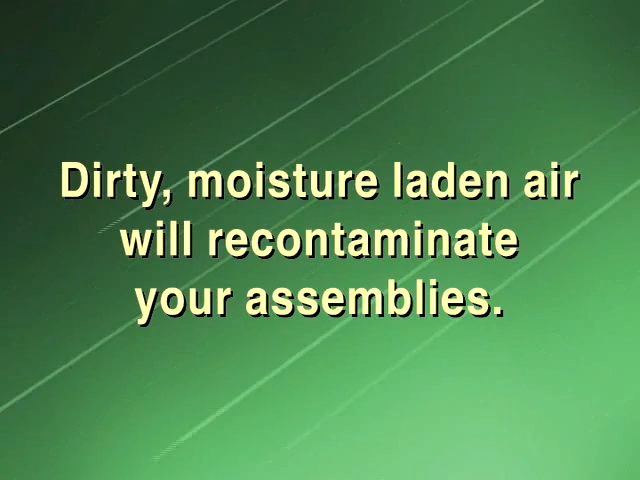 Dirty, moisture laden air
will recontaminate
your assemblies.